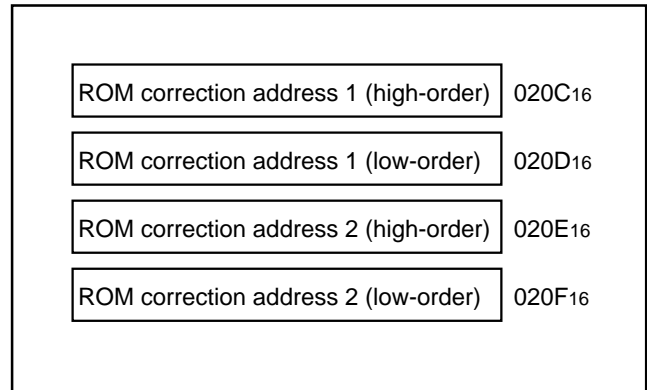 ROM correction address 1 (high-order) 020C16
ROM correction address 1 (low-order) 020D16
ROM correction address 2 (high-order) 020E16
ROM correction address 2 (low-order) 020F16